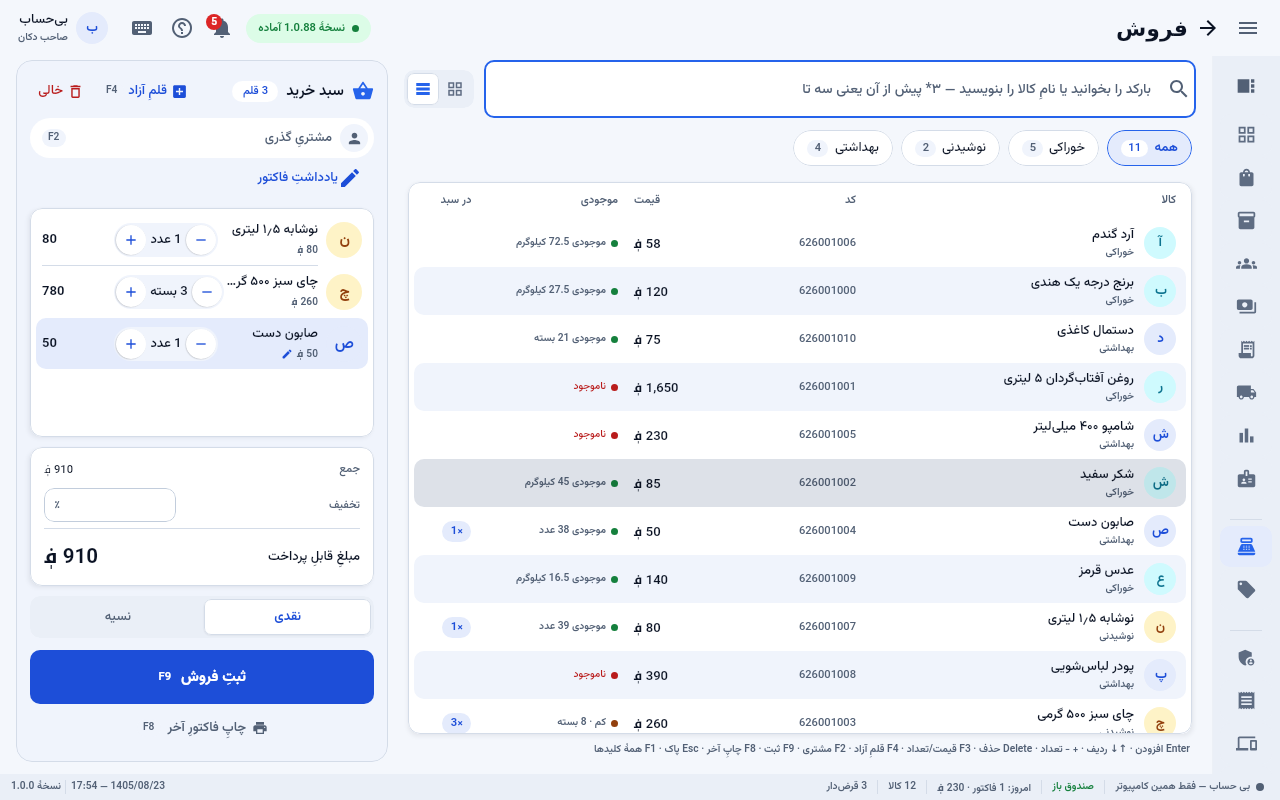 فروش
نسخهٔ 1.0.88 آماده
5
ب
بی‌حساب
صاحب دکان
بارکد را بخوانید یا نامِ کالا را بنویسید — ۳* پیش از آن یعنی سه تا
همه 11
خوراکی 5
نوشیدنی 2
بهداشتی 4
کالا کد قیمت موجودی در سبد
آ آرد گندم 626001006 58 ؋ موجودی 72.5 کیلوگرم
خوراکی
ب برنج درجه یک هندی 626001000 120 ؋ موجودی 27.5 کیلوگرم
خوراکی
د دستمال کاغذی 626001010 75 ؋ موجودی 21 بسته
بهداشتی
ر روغن آفتاب‌گردان ۵ لیتری 626001001 1,650 ؋ ناموجود
خوراکی
ش شامپو ۴۰۰ میلی‌لیتر 626001005 230 ؋ ناموجود
بهداشتی
ش شکر سفید 626001002 85 ؋ موجودی 45 کیلوگرم
خوراکی
ص صابون دست 626001004 50 ؋ موجودی 38 عدد 1×
بهداشتی
ع عدس قرمز 626001009 140 ؋ موجودی 16.5 کیلوگرم
خوراکی
ن نوشابه ۱٫۵ لیتری 626001007 80 ؋ موجودی 39 عدد 1×
نوشیدنی
پ پودر لباس‌شویی 626001008 390 ؋ ناموجود
بهداشتی
چ چای سبز ۵۰۰ گرمی 626001003 260 ؋ کم · 8 بسته 3×
نوشیدنی
Enter افزودن · ↑↓ ردیف · + - تعداد · Delete حذف · F3 قیمت/تعداد · F4 قلمِ آزاد · F2 مشتری · F9 ثبت · F8 چاپِ آخر · Esc پاک · F1 همهٔ کلیدها
سبد خرید
3 قلم
قلمِ آزاد F4
خالی
مشتریِ گذری F2
یادداشتِ فاکتور
ن نوشابه ۱٫۵ لیتری − 1 عدد + 80
80 ؋
چ چای سبز ۵۰۰ گر... − 3 بسته + 780
260 ؋
ص صابون دست − 1 عدد + 50
50 ؋
جمع 910 ؋
تخفیف ٪
مبلغِ قابلِ پرداخت 910 ؋
نقدی
نسیه
ثبتِ فروش F9
چاپِ فاکتورِ آخر F8
بی حساب — فقط همین کامپیوتر
صندوق باز
امروز: 1 فاکتور · 230 ؋
12 کالا
3 قرض‌دار
1405/08/23 — 17:54
نسخهٔ 1.0.0